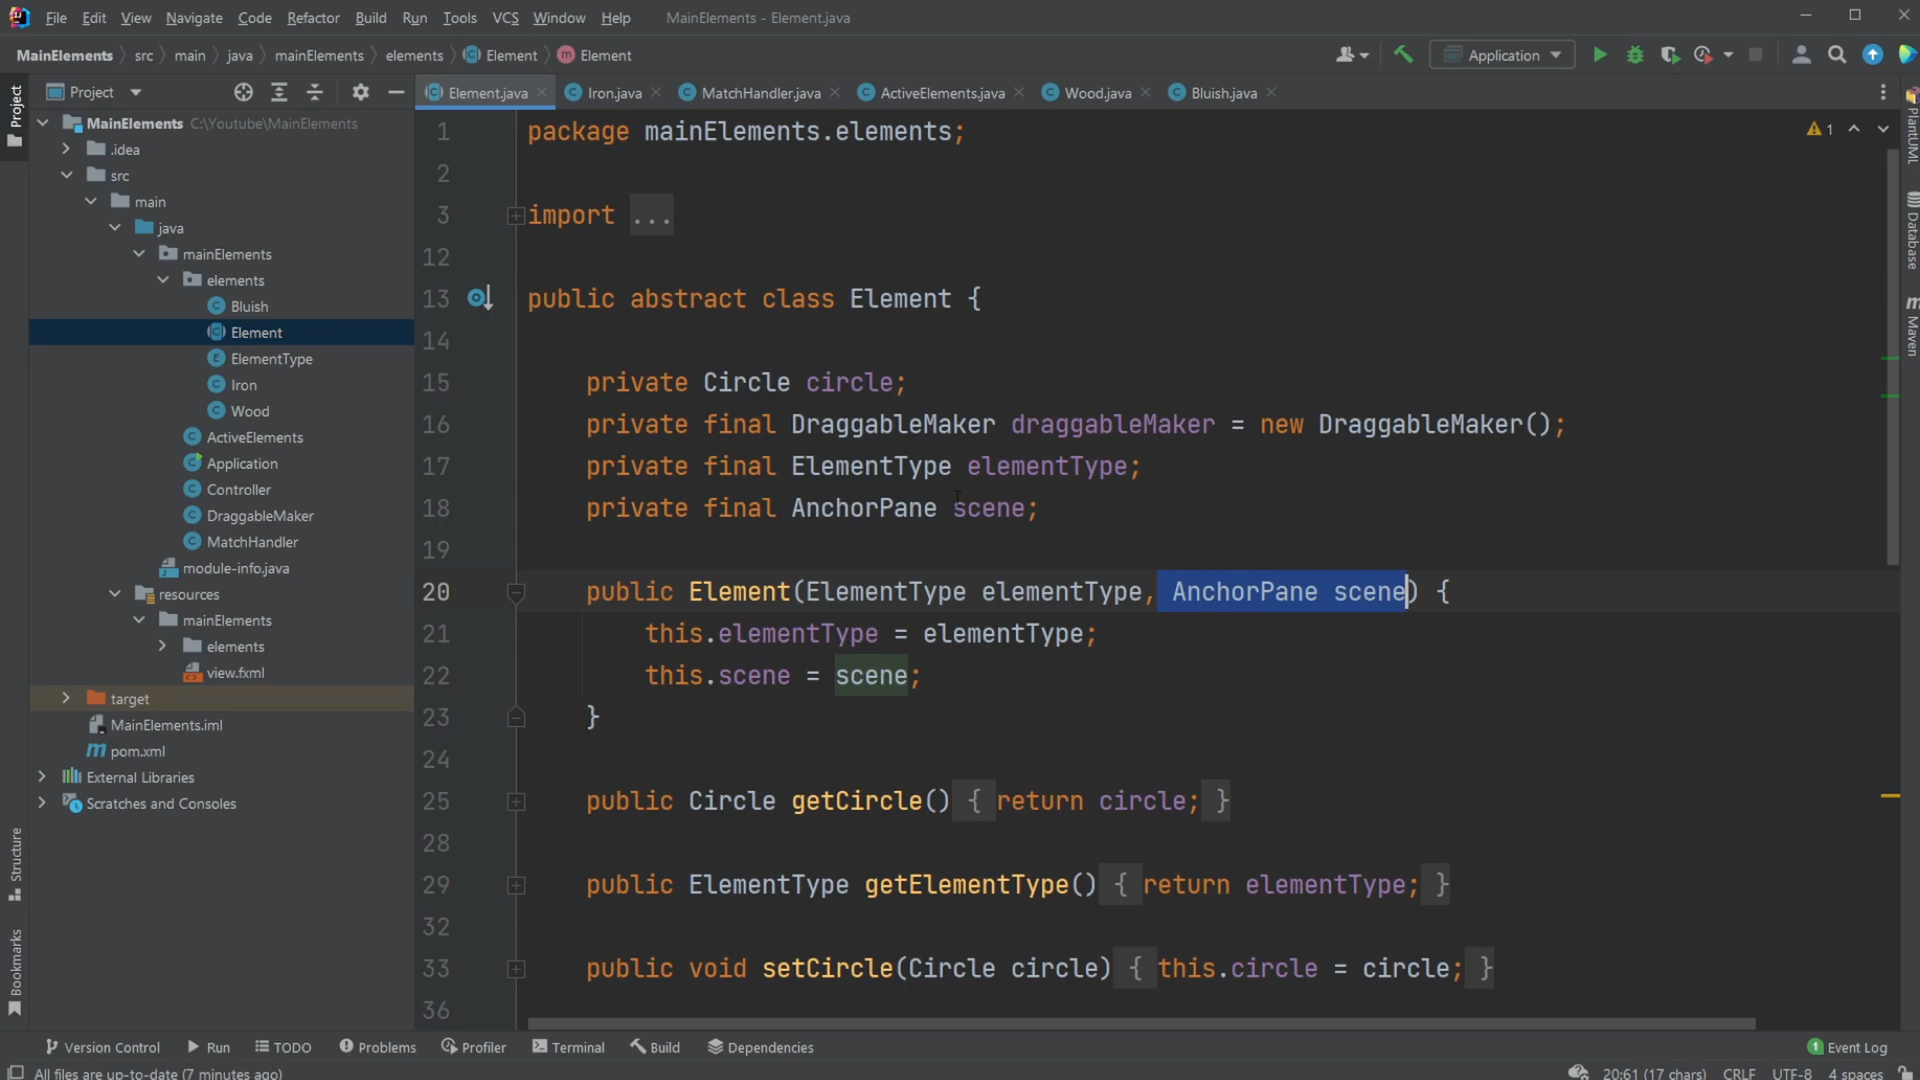 File Edit View Navigate Code Refactor Build Run Tools VCS Window Help MainElements - Element.java
MainElements src main java mainElements elements Element Element Application
Project Element.java Iron.java MatchHandler.java ActiveElements.java Wood.java Bluish.java
Project
MainElements C:\Youtube\MainElements
.idea
src
main
java
mainElements
elements
Bluish
Element
ElementType
Iron
Wood
ActiveElements
Application
Controller
DraggableMaker
MatchHandler
module-info.java
resources
mainElements
elements
view.fxml
target
MainElements.iml
pom.xml
External Libraries
Scratches and Consoles
Structure
Bookmarks
1 package mainElements.elements;
2
3 import ...
12
13 public abstract class Element {
14
15 private Circle circle;
16 private final DraggableMaker draggableMaker = new DraggableMaker();
17 private final ElementType elementType;
18 private final AnchorPane scene;
19
20 public Element(ElementType elementType, AnchorPane scene) {
21 this.elementType = elementType;
22 this.scene = scene;
23 }
24
25 public Circle getCircle() { return circle; }
28
29 public ElementType getElementType() { return elementType; }
32
33 public void setCircle(Circle circle) { this.circle = circle; }
36
1
PlantUML
Database
Maven
Version Control Run TODO Problems Profiler Terminal Build Dependencies 1 Event Log
All files are up-to-date (7 minutes ago) 20:61 (17 chars) CRLF UTF-8 4 spaces